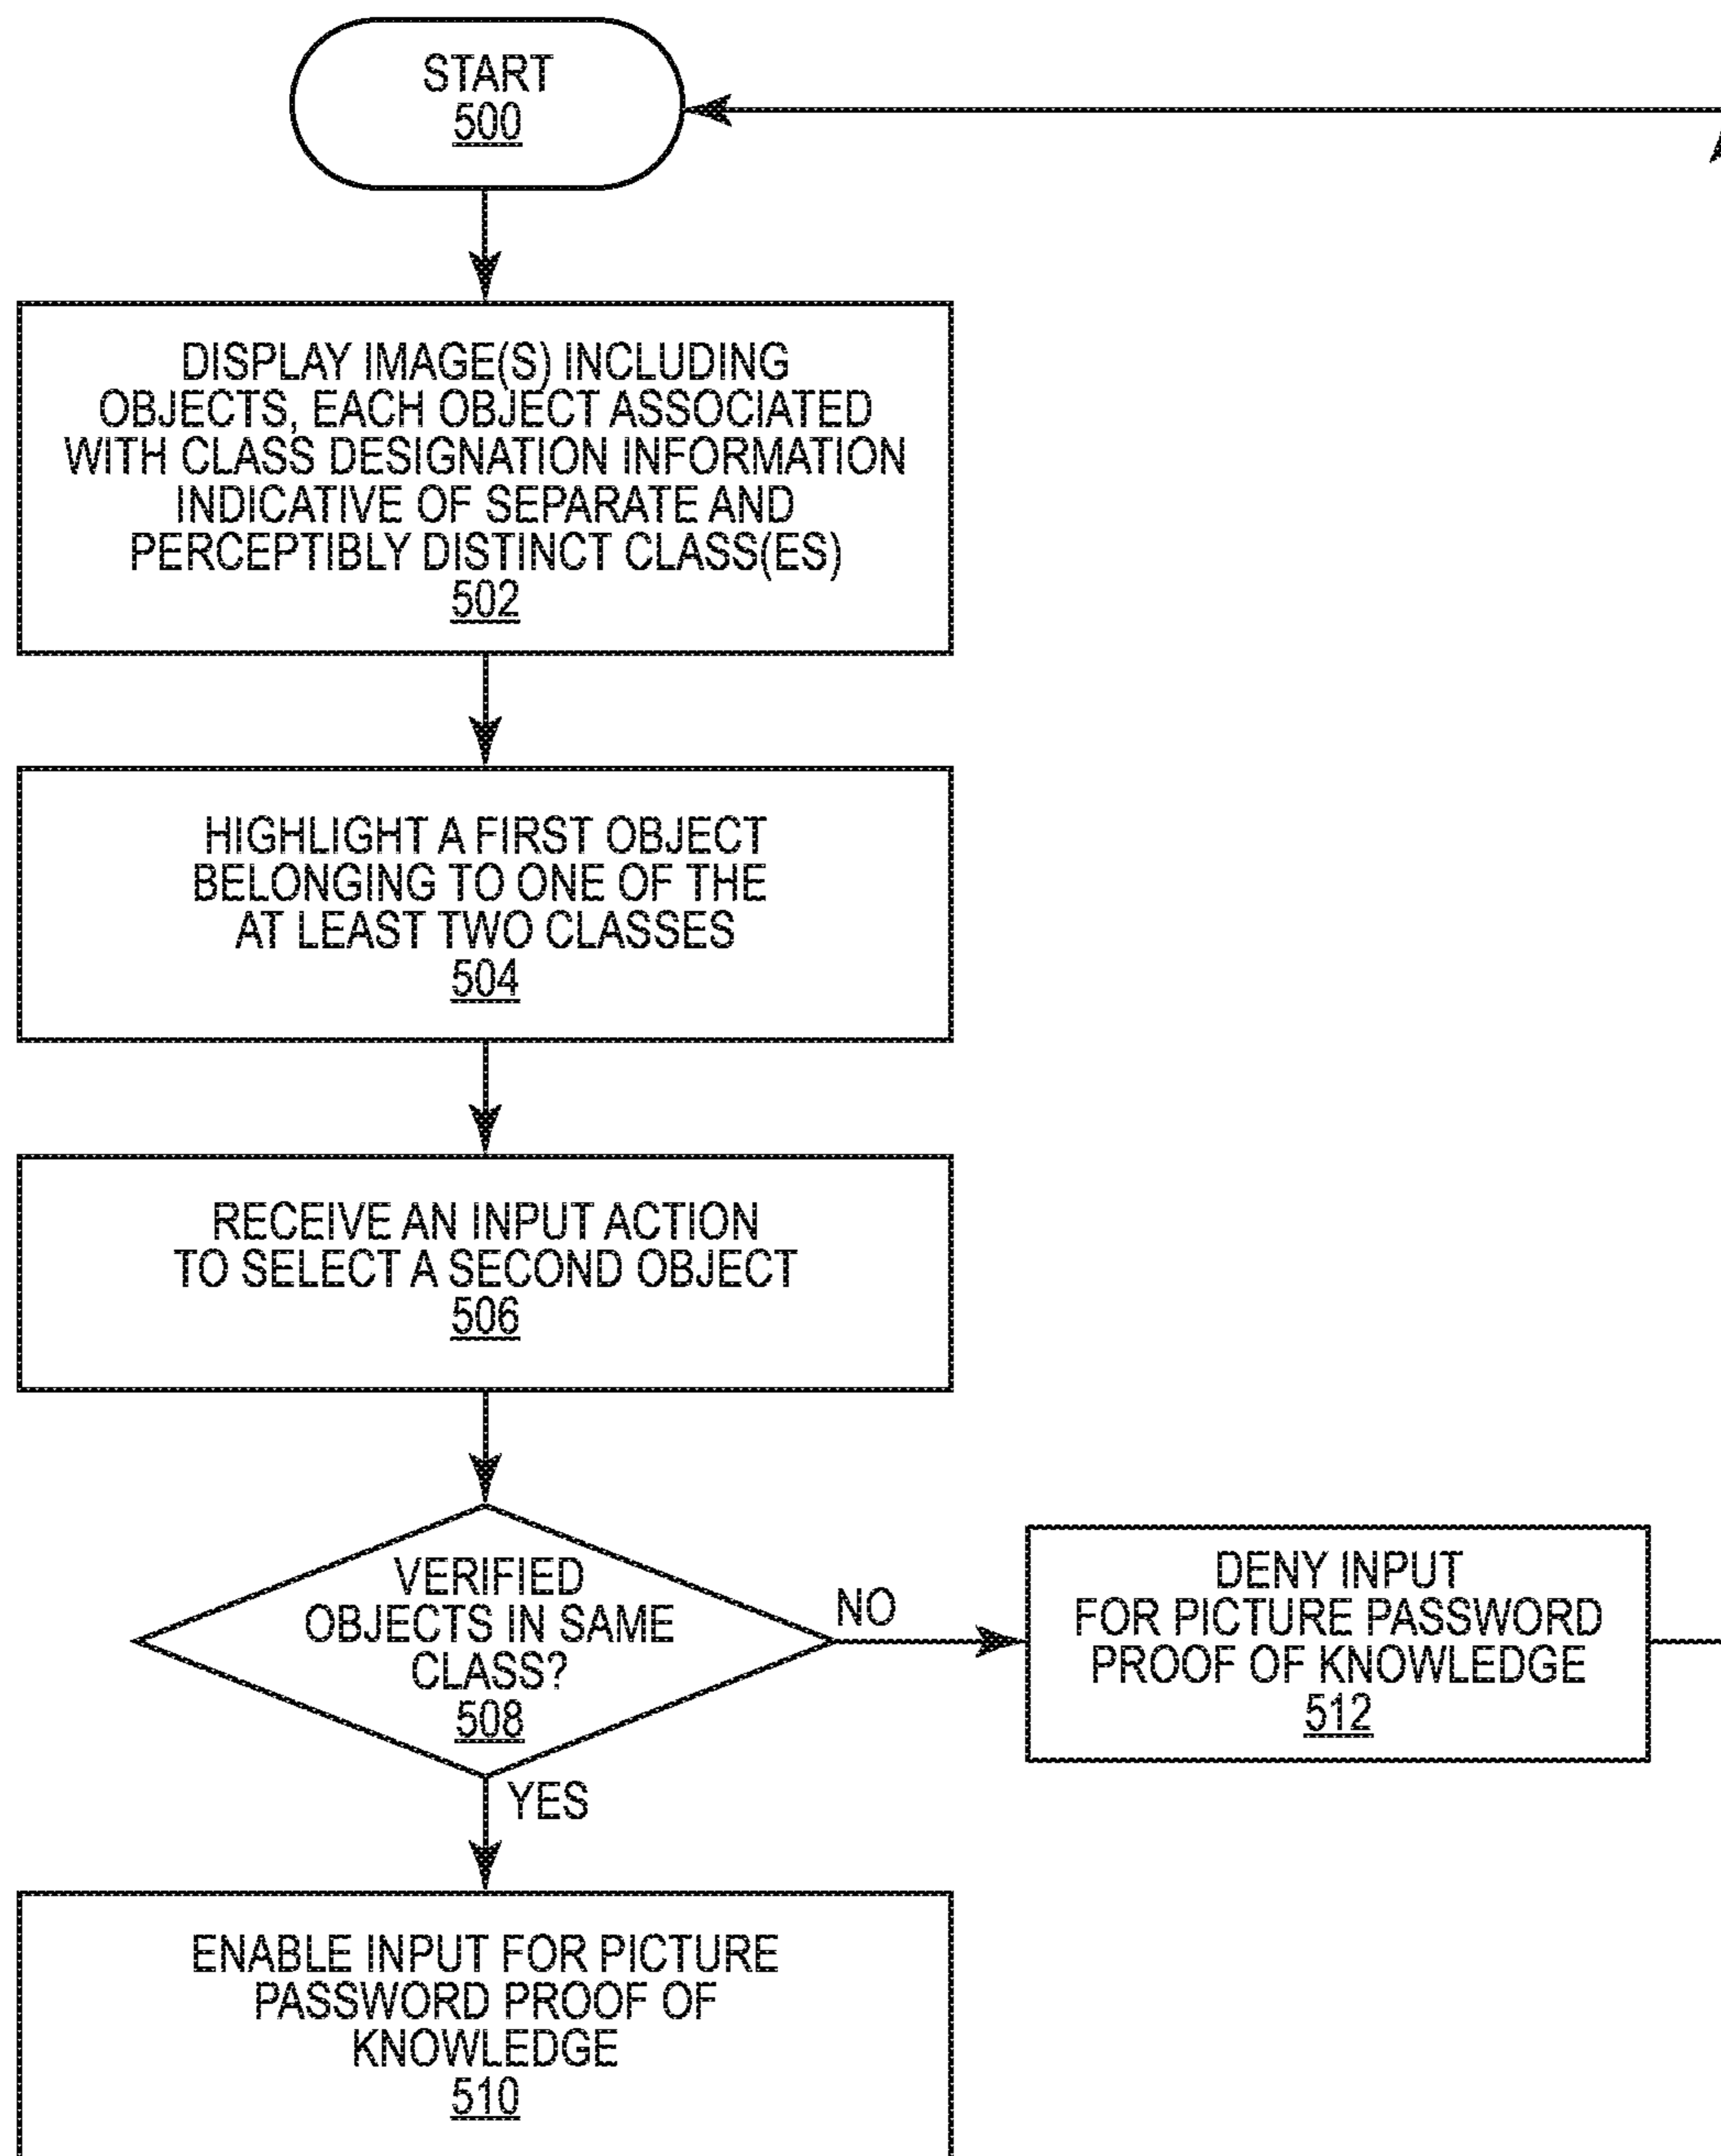 START
500
DISPLAY IMAGE(S) INCLUDING
OBJECTS, EACH OBJECT ASSOCIATED
WITH CLASS DESIGNATION INFORMATION
INDICATIVE OF SEPARATE AND
PERCEPTIBLY DISTINCT CLASS(ES)
502
HIGHLIGHT A FIRST OBJECT
BELONGING TO ONE OF THE
AT LEAST TWO CLASSES
504
RECEIVE AN INPUT ACTION
TO SELECT A SECOND OBJECT
506
VERIFIED
OBJECTS IN SAME
CLASS?
508
NO
DENY INPUT
FOR PICTURE PASSWORD
PROOF OF KNOWLEDGE
512
YES
ENABLE INPUT FOR PICTURE
PASSWORD PROOF OF
KNOWLEDGE
510